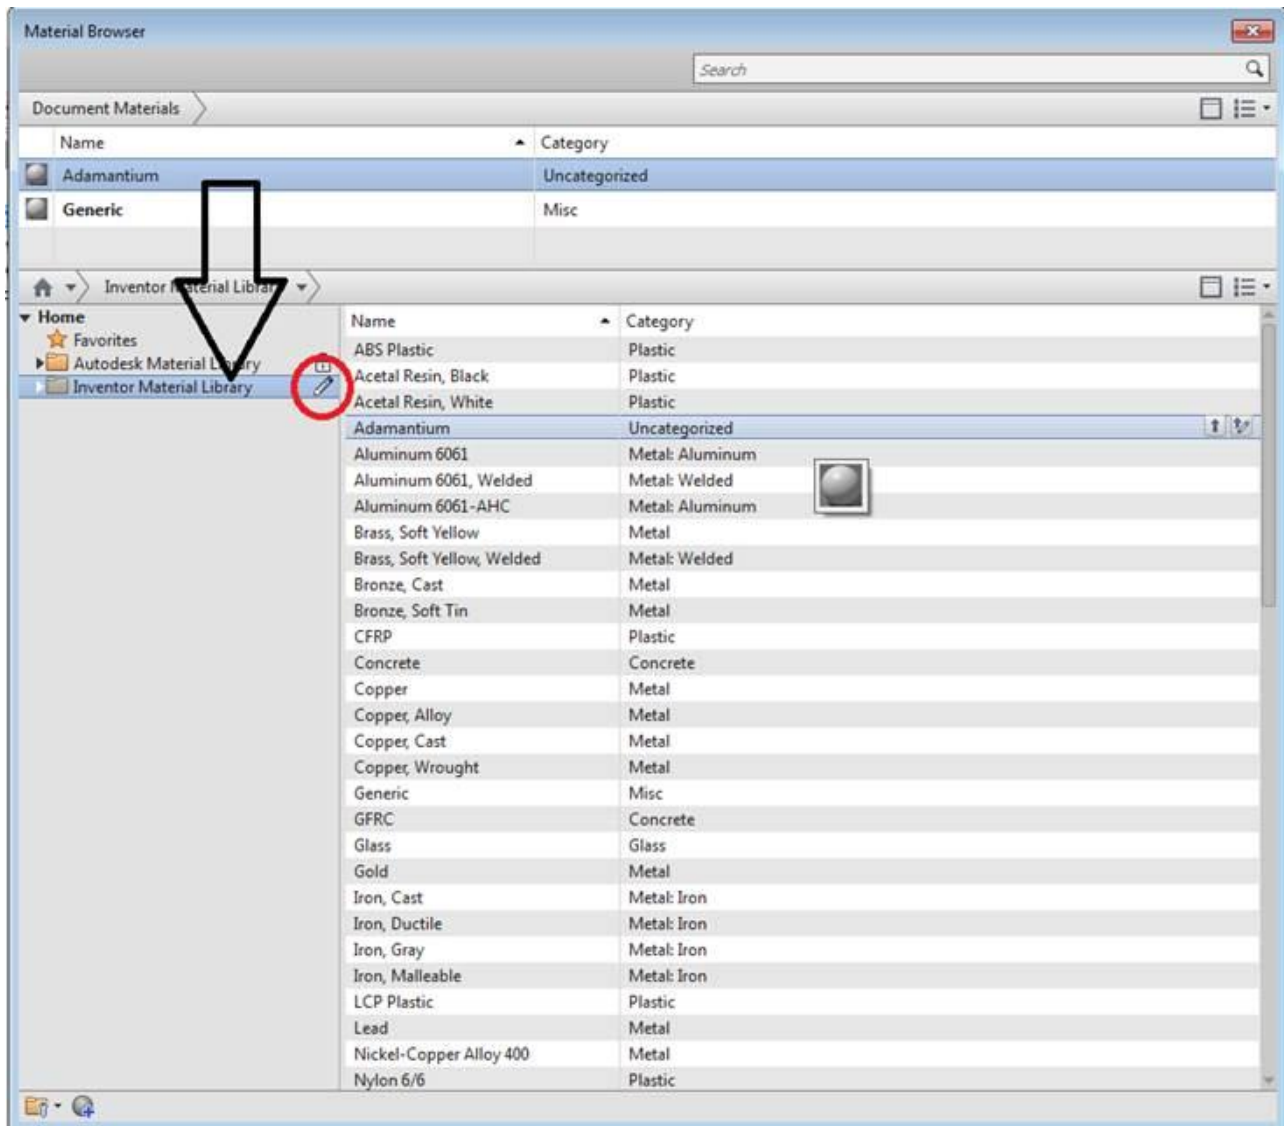 Material Browser
Search
Document Materials
Name Category
Adamantium Uncategorized
Generic Misc
Inventor Material Library
Home
Favorites
Autodesk Material Library
Inventor Material Library
Name Category
ABS Plastic Plastic
Acetal Resin, Black Plastic
Acetal Resin, White Plastic
Adamantium Uncategorized
Aluminum 6061 Metal: Aluminum
Aluminum 6061, Welded Metal: Welded
Aluminum 6061-AHC Metal: Aluminum
Brass, Soft Yellow Metal
Brass, Soft Yellow, Welded Metal: Welded
Bronze, Cast Metal
Bronze, Soft Tin Metal
CFRP Plastic
Concrete Concrete
Copper Metal
Copper, Alloy Metal
Copper, Cast Metal
Copper, Wrought Metal
Generic Misc
GFRC Concrete
Glass Glass
Gold Metal
Iron, Cast Metal: Iron
Iron, Ductile Metal: Iron
Iron, Gray Metal: Iron
Iron, Malleable Metal: Iron
LCP Plastic Plastic
Lead Metal
Nickel-Copper Alloy 400 Metal
Nylon 6/6 Plastic